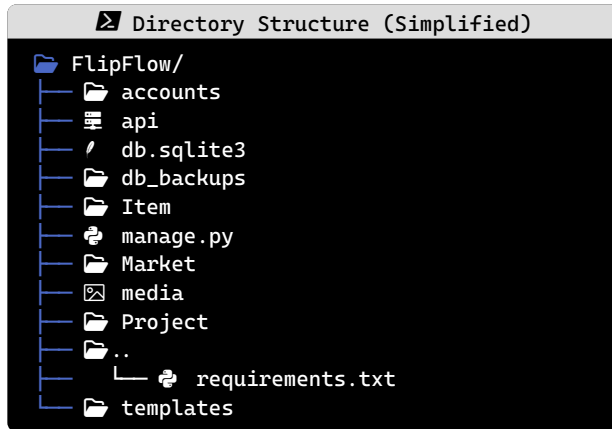 Directory Structure (Simplified)
FlipFlow/
├── accounts
├── api
├── db.sqlite3
├── db_backups
├── Item
├── manage.py
├── Market
├── media
├── Project
├── ..
├── └── requirements.txt
└── templates